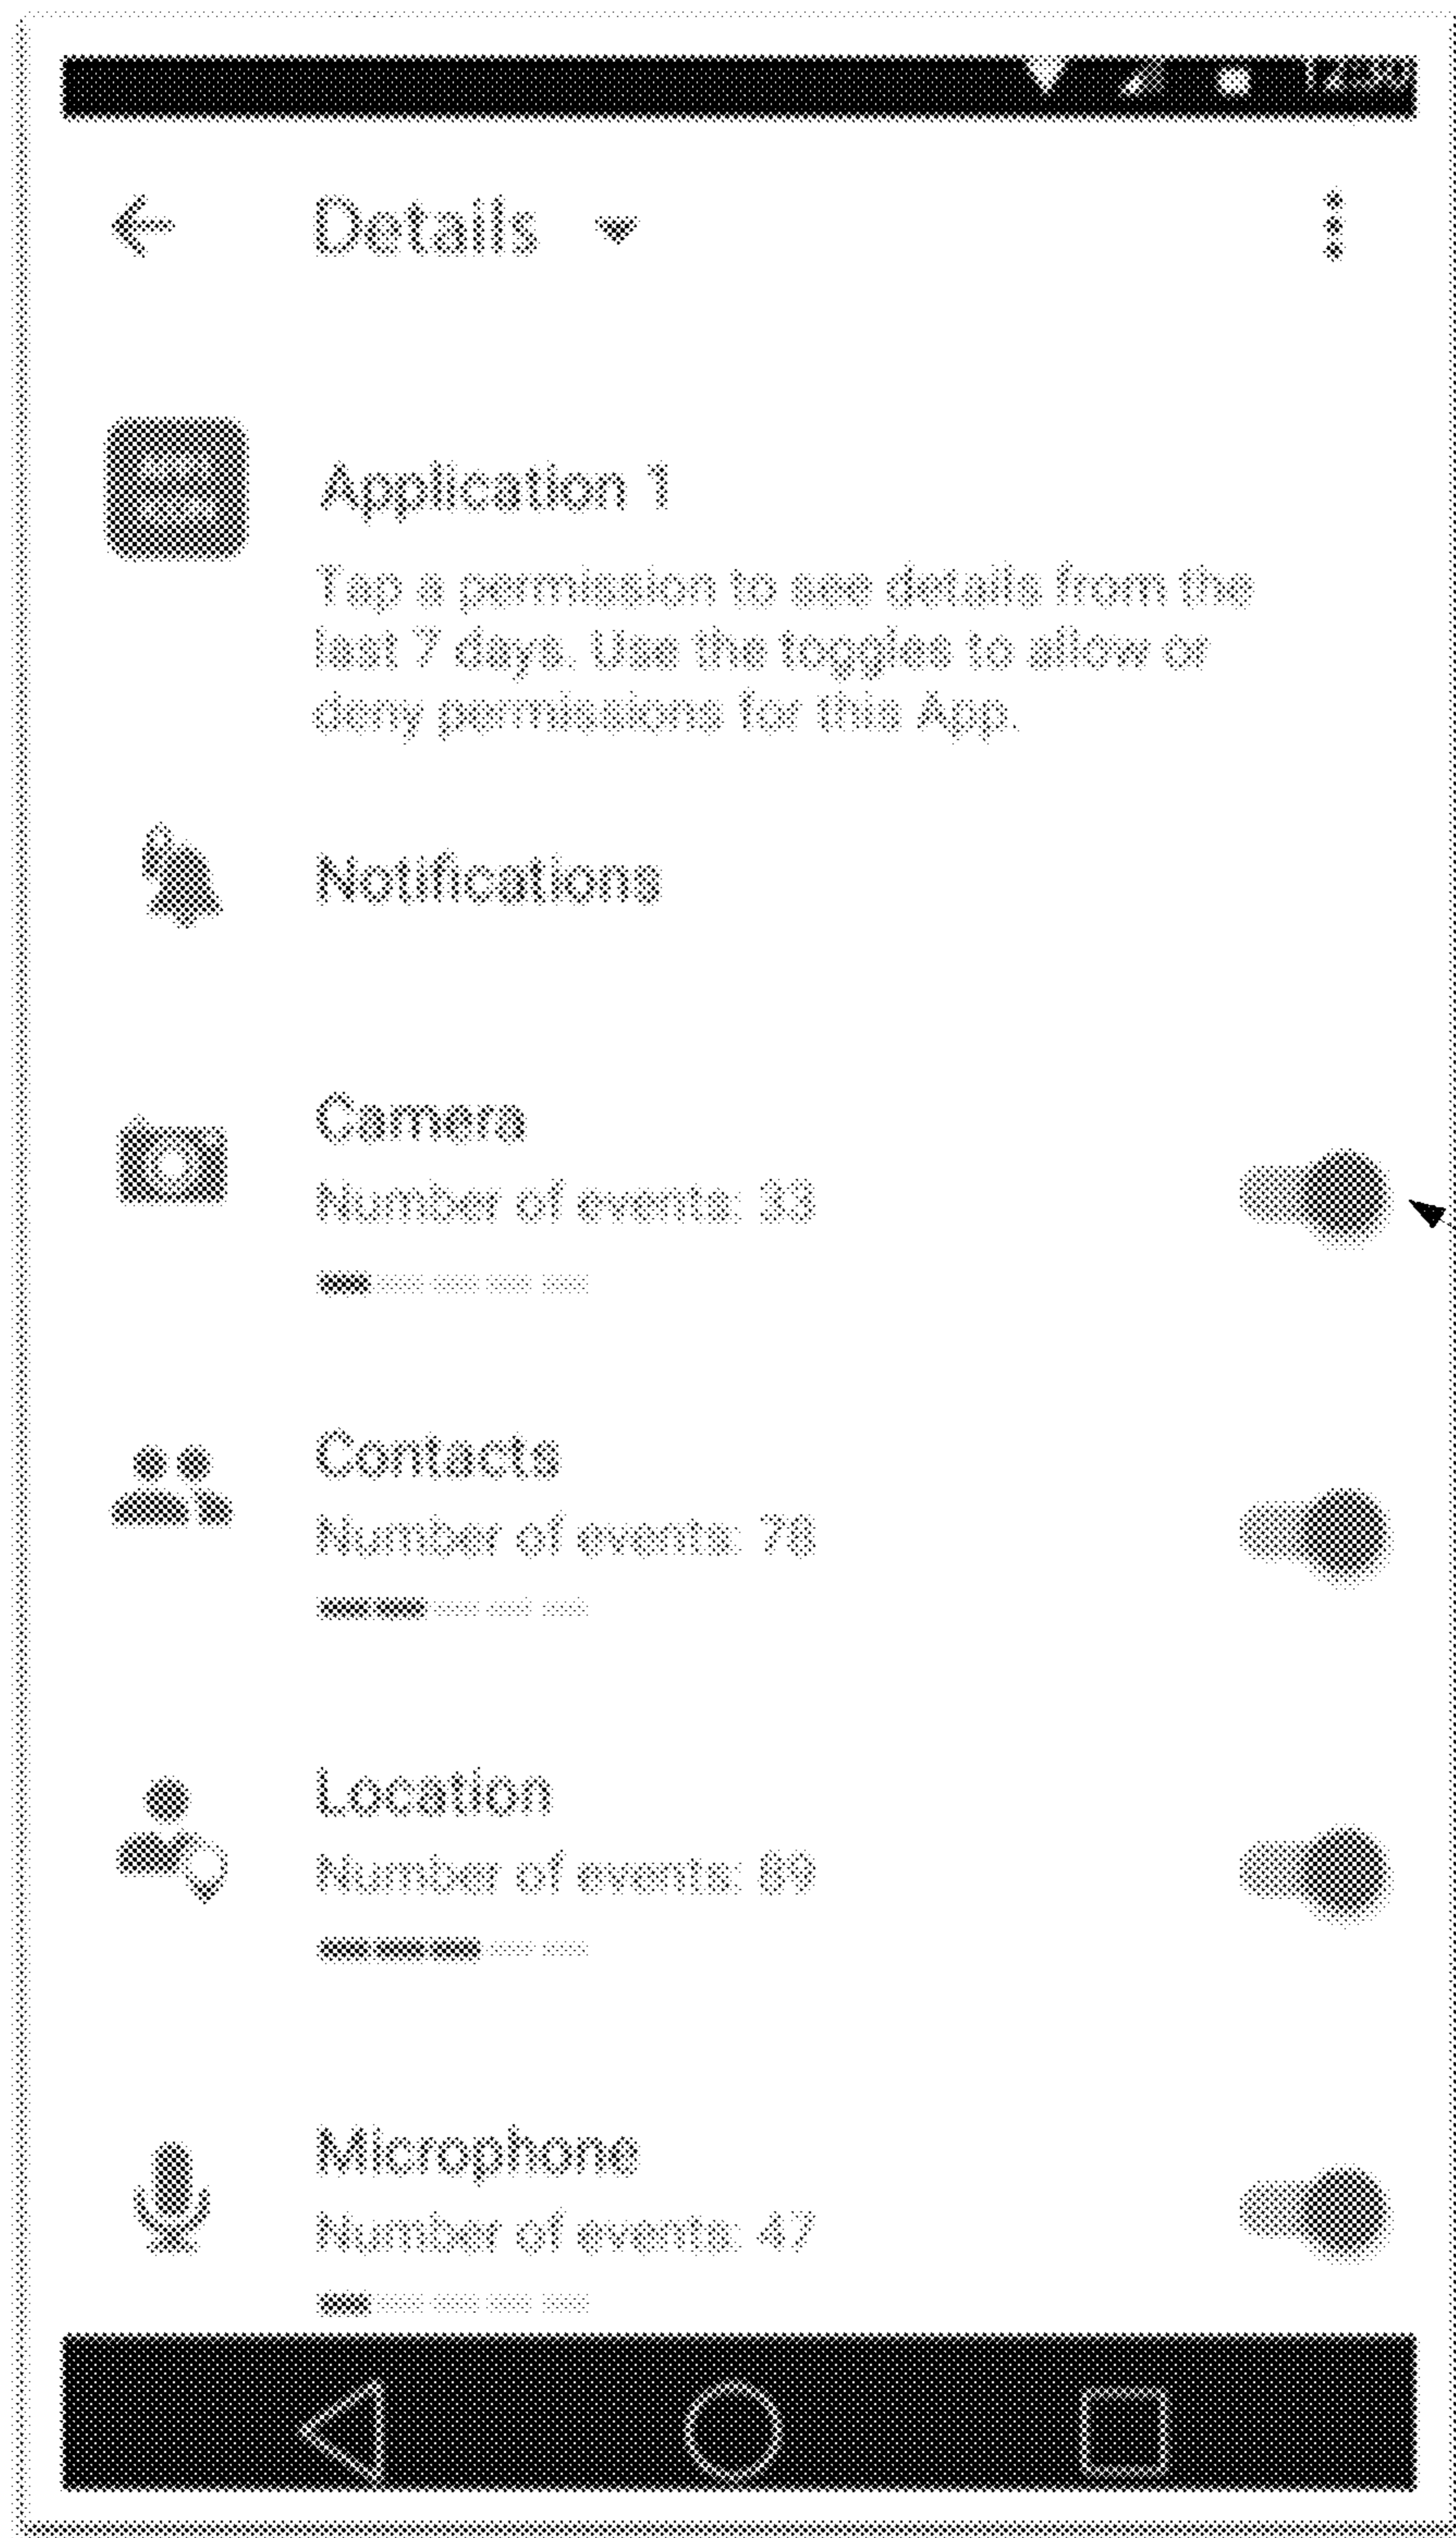 Details
Application 1
Tap a permission to see details from the
last 7 days. Use the toggles to allow or
deny permissions for this App.
Notifications
Camera
Number of events: 33
Contacts
Number of events: 78
Location
Number of events: 89
Microphone
Number of events: 47